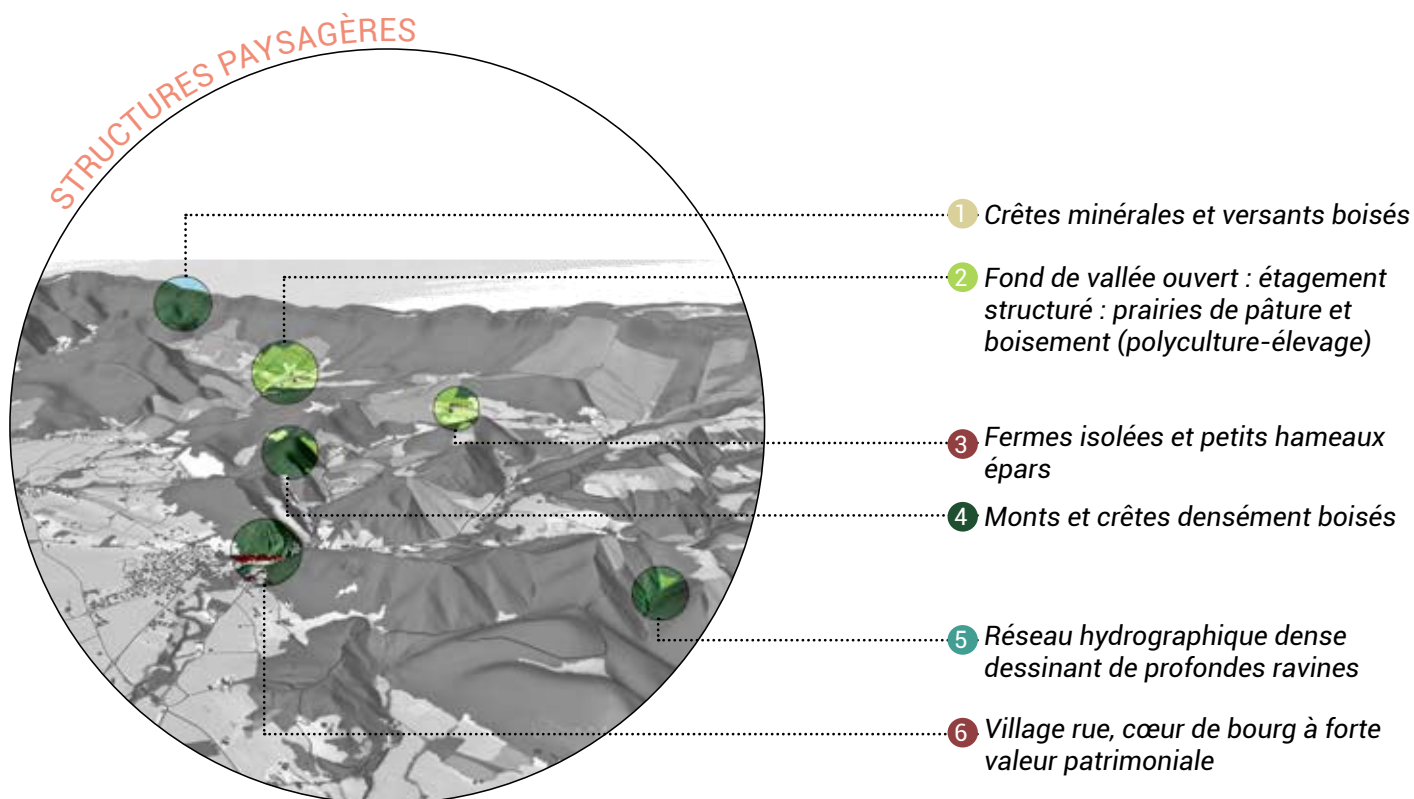 STRUCTURES PAYSAGÈRES
1 Crêtes minérales et versants boisés
2 Fond de vallée ouvert : étagement
structuré : prairies de pâture et
boisement (polyculture-élevage)
3 Fermes isolées et petits hameaux
épars
4 Monts et crêtes densément boisés
5 Réseau hydrographique dense
dessinant de profondes ravines
6 Village rue, cœur de bourg à forte
valeur patrimoniale